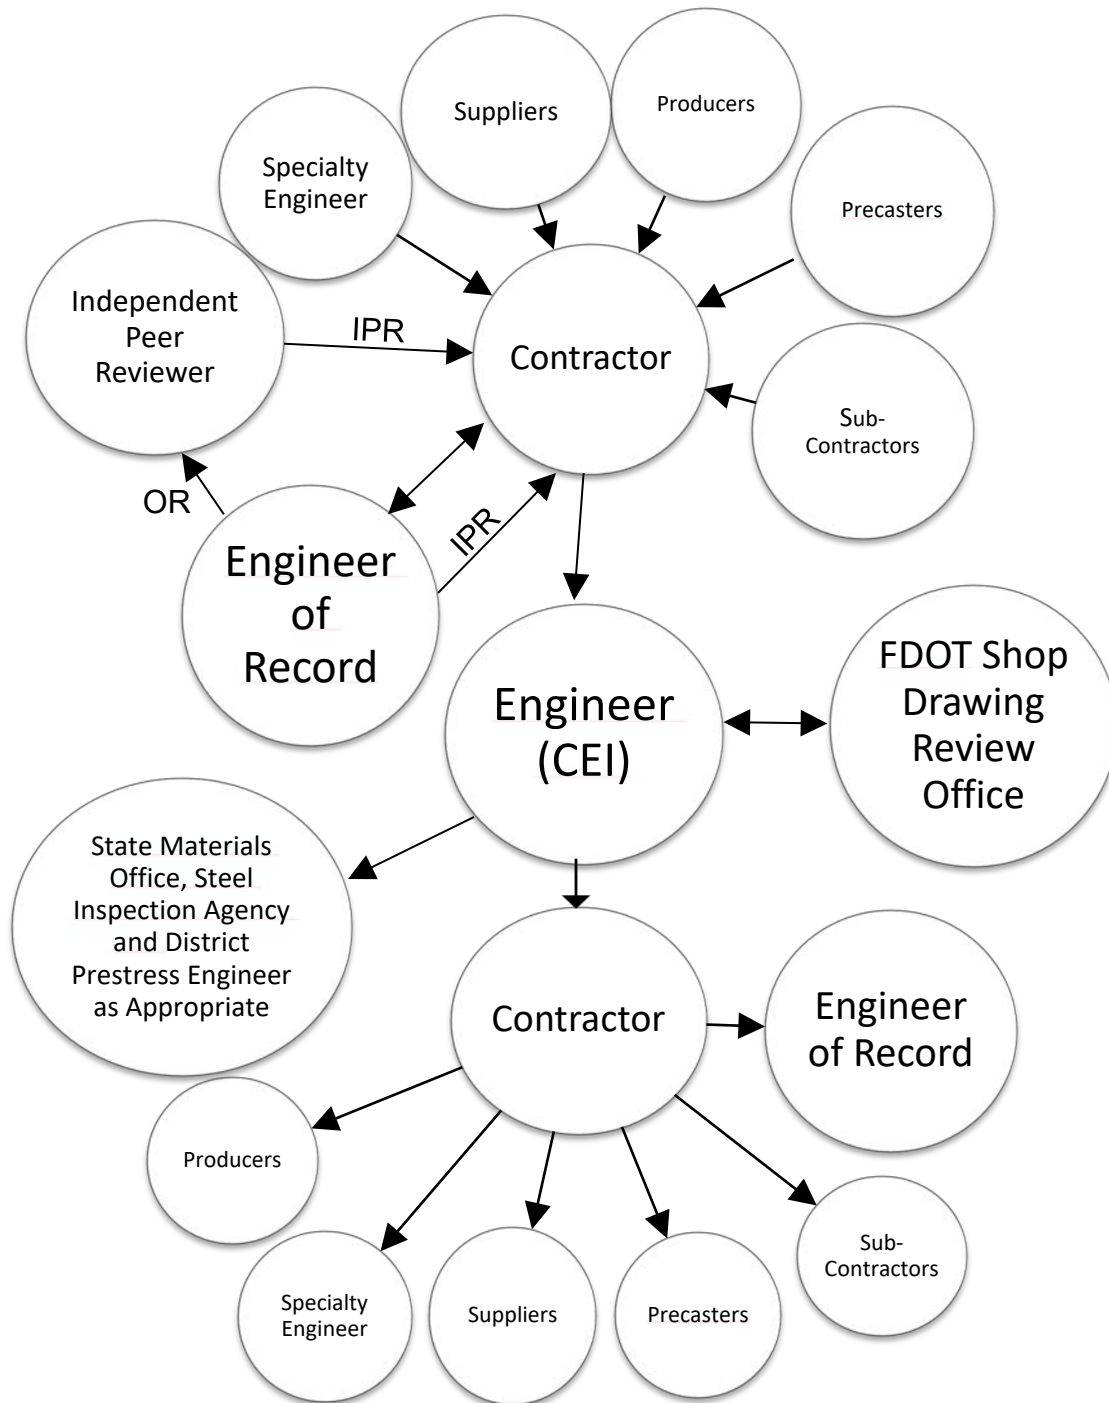 Suppliers
Producers
Specialty
Engineer
Precasters
Independent
Peer
Reviewer
IPR
Contractor
Sub-
Contractors
OR
IPR
Engineer
of
Record
Engineer
(CEI)
FDOT Shop
Drawing
Review
Office
State Materials
Office, Steel
Inspection Agency
and District
Prestress Engineer
as Appropriate
Contractor
Engineer
of Record
Producers
Specialty
Engineer
Suppliers
Precasters
Sub-
Contractors